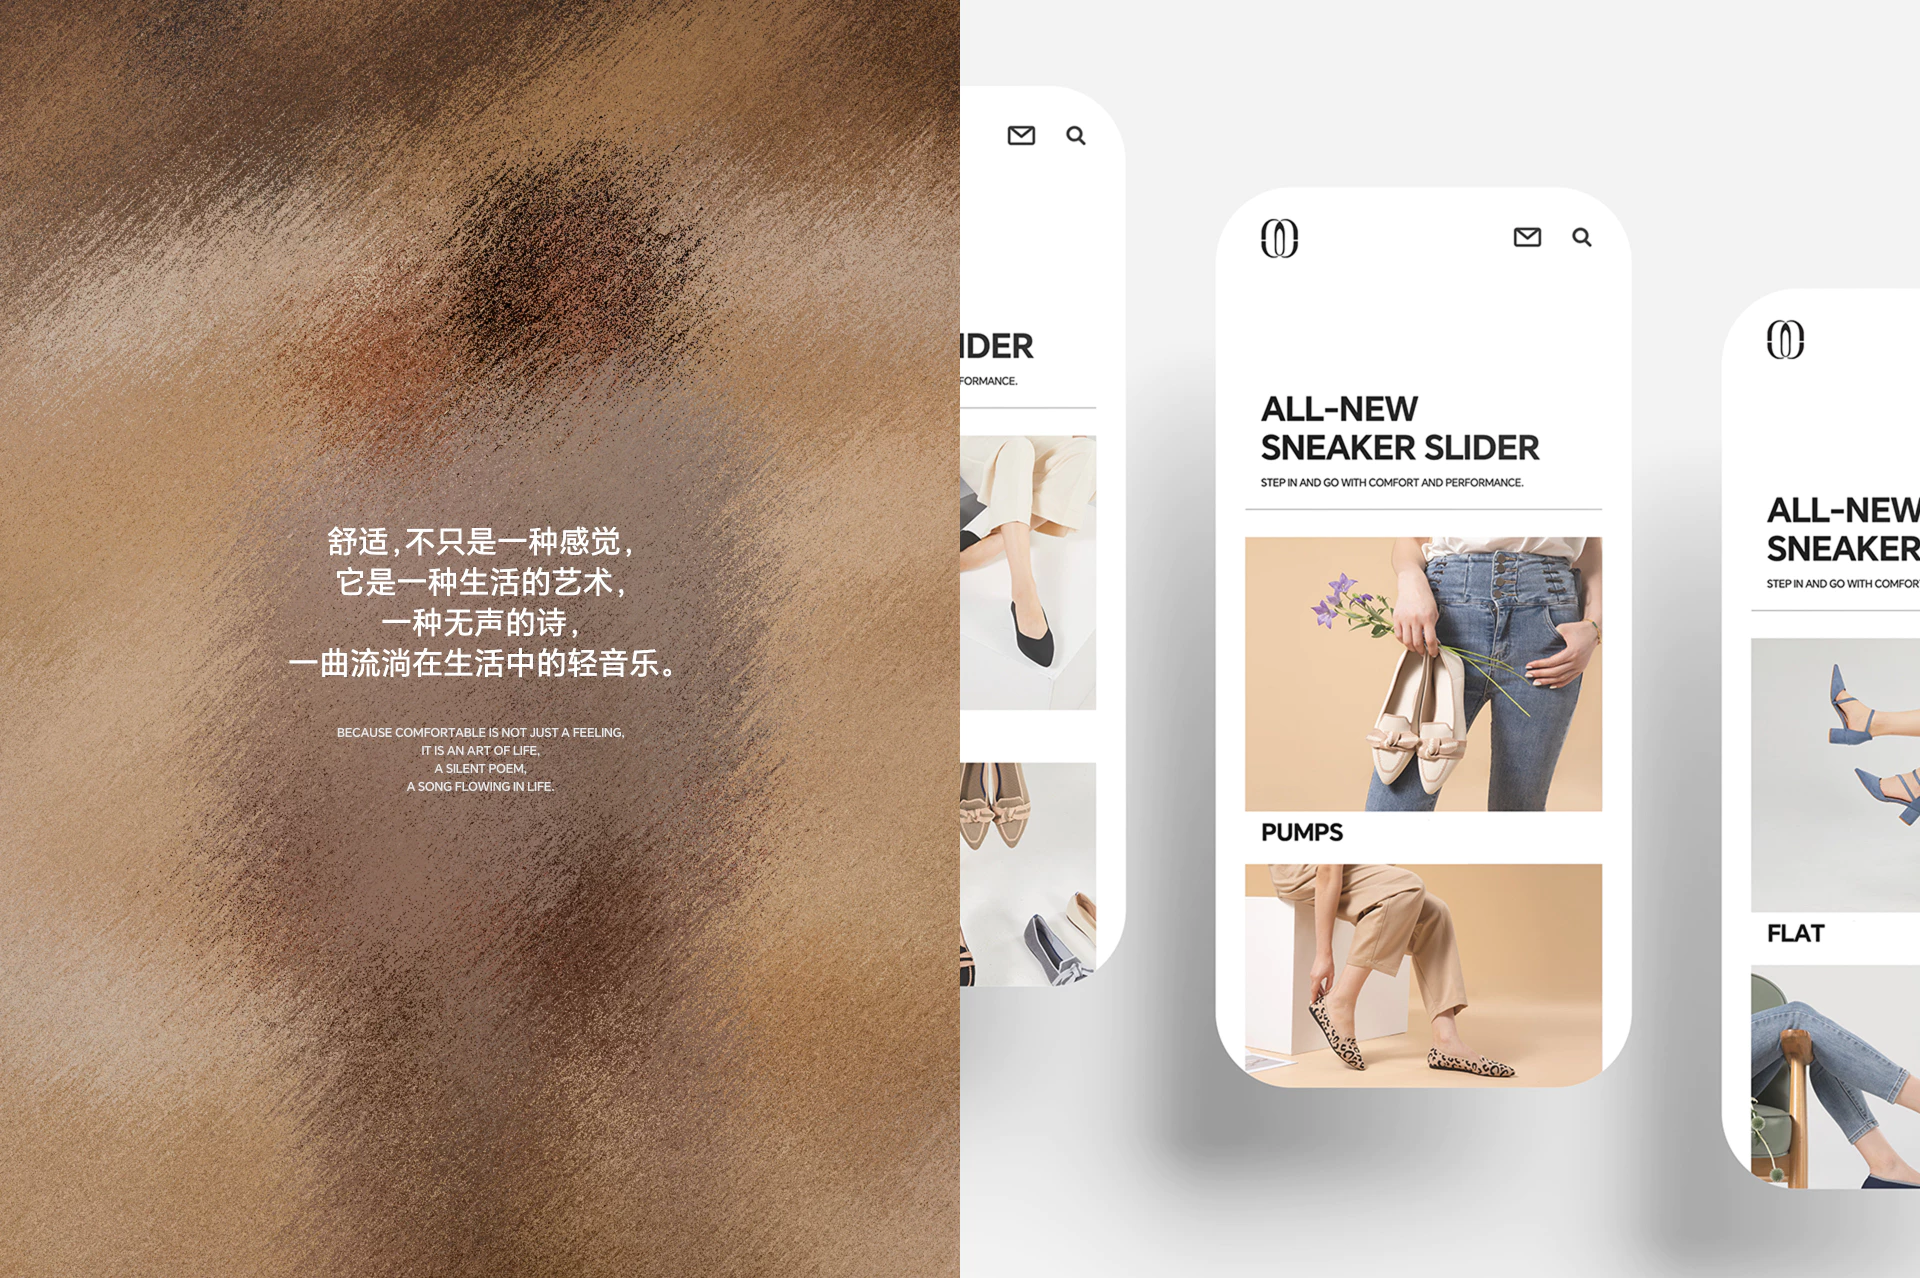 舒适,不只是一种感觉,
它是一种生活的艺术,
一种无声的诗,
一曲流淌在生活中的轻音乐。
BECAUSE COMFORTABLE IS NOT JUST A FEELING,
IT IS AN ART OF LIFE,
A SILENT POEM,
A SONG FLOWING IN LIFE.
IDER
FORMANCE.
ALL-NEW
SNEAKER SLIDER
STEP IN AND GO WITH COMFORT AND PERFORMANCE.
PUMPS
ALL-NEW
SNEAKER
STEP IN AND GO WITH COMFOR
FLAT